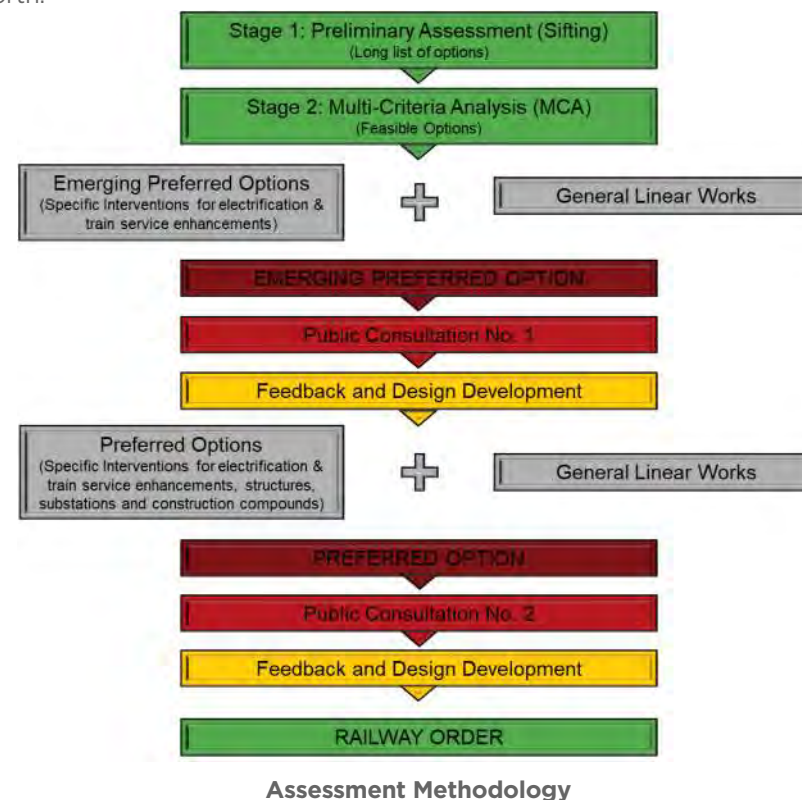 Stage 1: Preliminary Assessment (Sifting)
(Long list of options)
Stage 2: Multi-Criteria Analysis (MCA)
(Feasible Options)
Emerging Preferred Options
(Specific Interventions for electrification &
train service enhancements)
General Linear Works
EMERGING PREFERRED OPTION
Public Consultation No. 1
Feedback and Design Development
Preferred Options
(Specific Interventions for electrification &
train service enhancements, structures,
substations and construction compounds)
General Linear Works
PREFERRED OPTION
Public Consultation No. 2
Feedback and Design Development
RAILWAY ORDER
Assessment Methodology